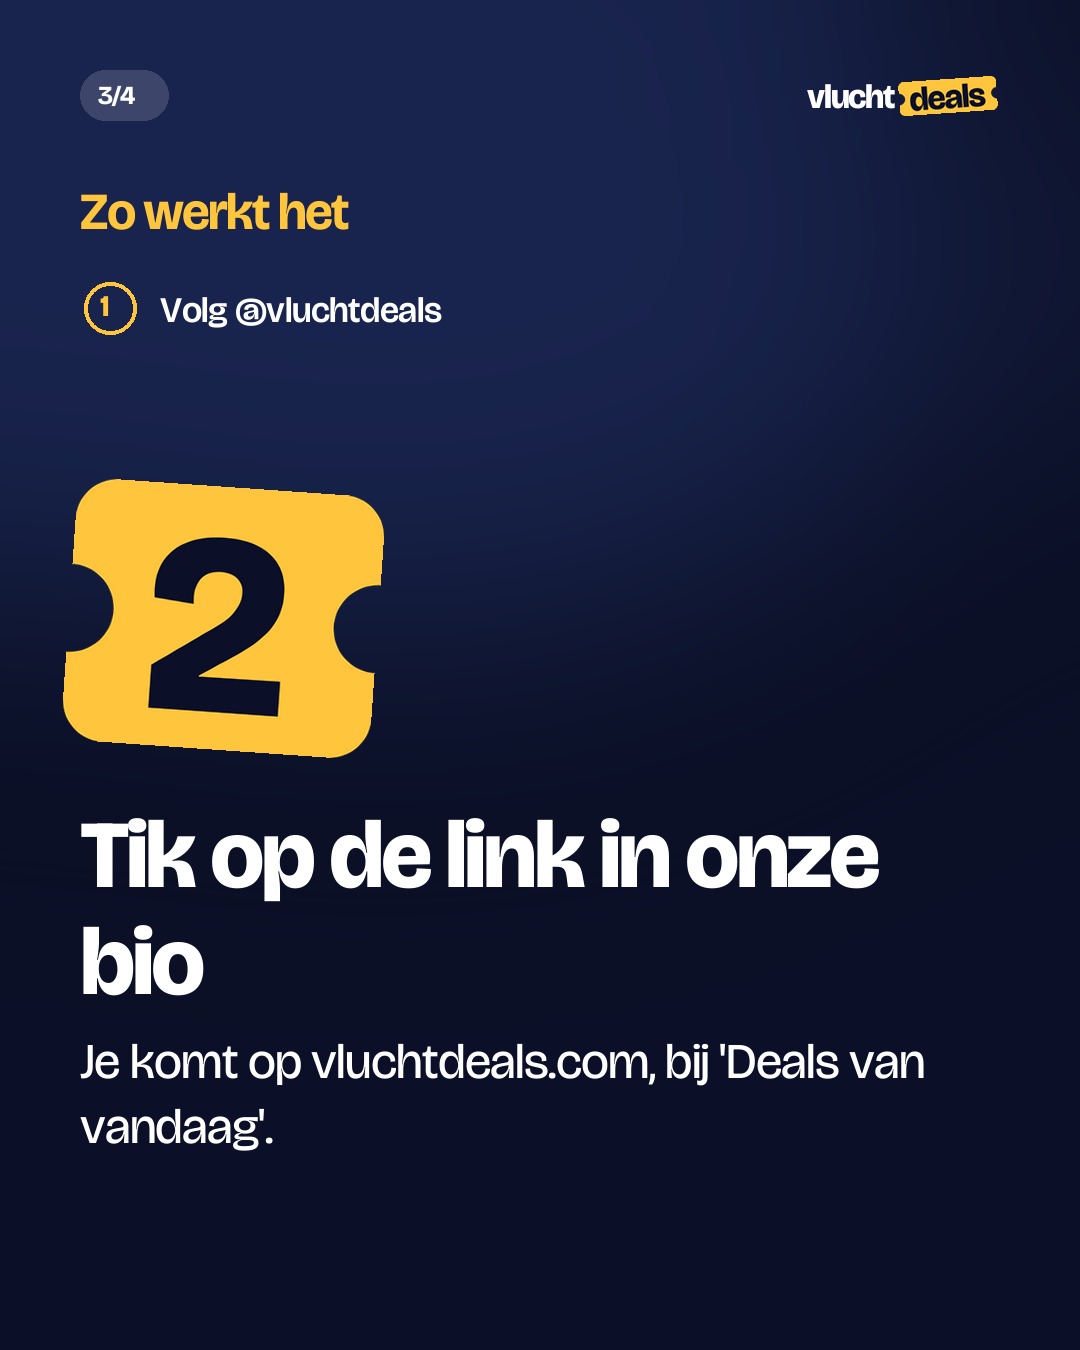 3/4
vlucht deals
Zo werkt het
1 Volg @vluchtdeals
2
Tik op de link in onze
bio
Je komt op vluchtdeals.com, bij 'Deals van
vandaag'.